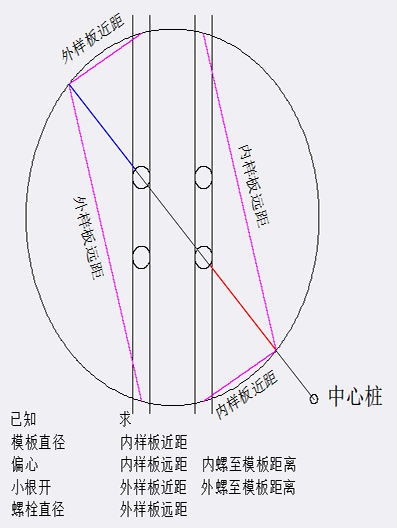 外样板近距
内样板远距
外样板远距
内样板近距
中心桩
已知 求
模板直径 内样板近距
偏心 内样板远距 内螺至模板距离
小根开 外样板近距 外螺至模板距离
螺栓直径 外样板远距